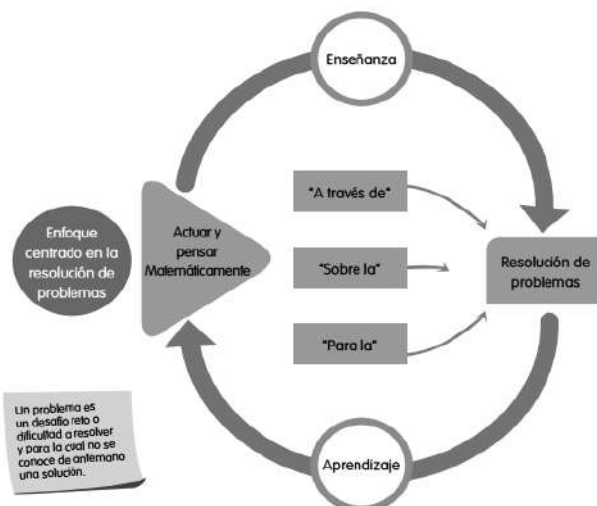 Enseñanza
"A través de"
Enfoque
centrado en la
resolución de
problemas
Actuar y
pensar
Matemáticamente
"Sobre la"
Resolución de
problemas
"Para la"
Un problema es
un desafío reto o
dificultad a resolver
y para la cual no se
conoce de antemano
una solución.
Aprendizaje